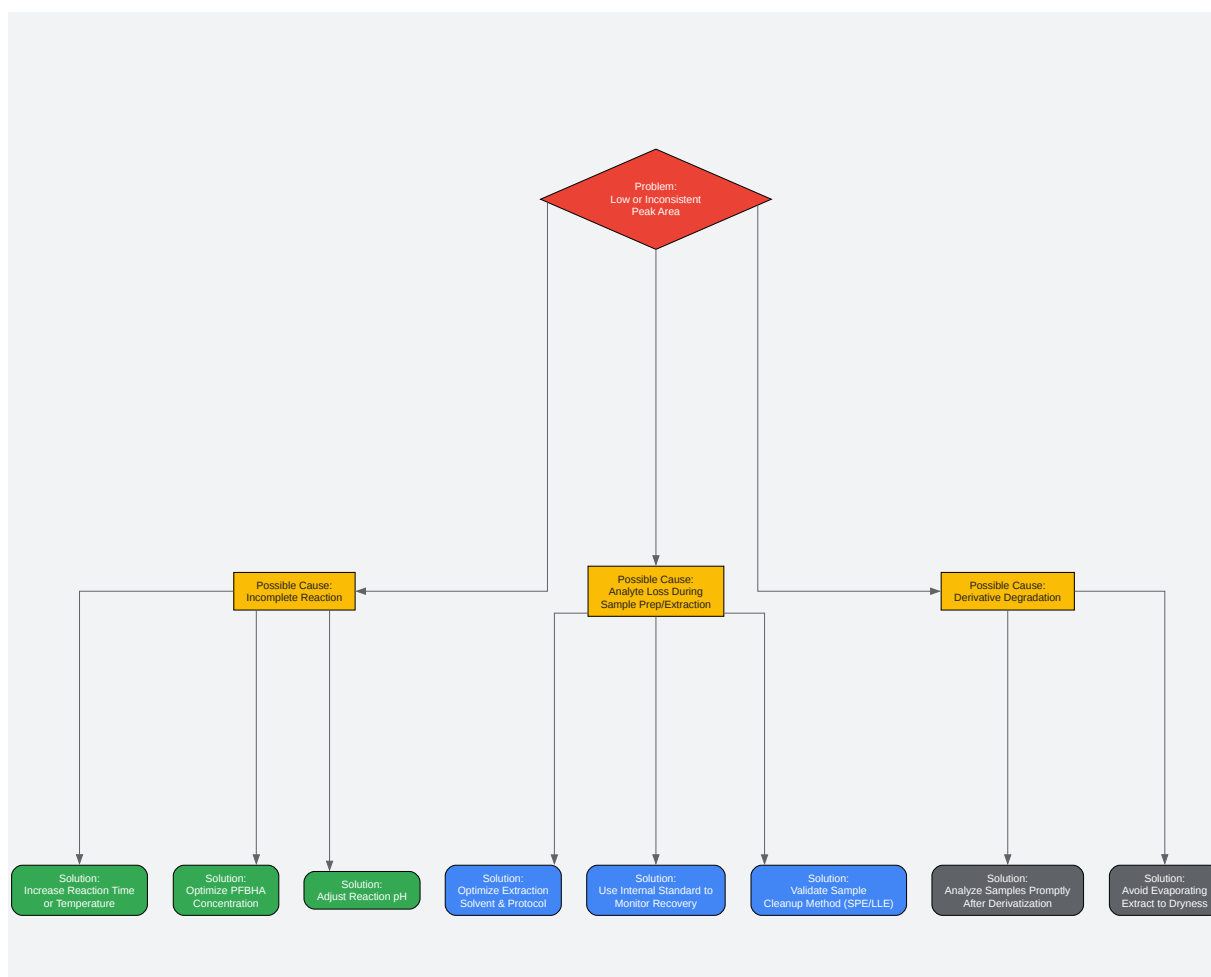 Problem:
Low or Inconsistent
Peak Area
Possible Cause:
Incomplete Reaction
Possible Cause:
Analyte Loss During
Sample Prep/Extraction
Possible Cause:
Derivative Degradation
Solution:
Increase Reaction Time
or Temperature
Solution:
Optimize PFBHA
Concentration
Solution:
Adjust Reaction pH
Solution:
Optimize Extraction
Solvent & Protocol
Solution:
Use Internal Standard to
Monitor Recovery
Solution:
Validate Sample
Cleanup Method (SPE/LLE)
Solution:
Analyze Samples Promptly
After Derivatization
Solution:
Avoid Evaporating
Extract to Dryness